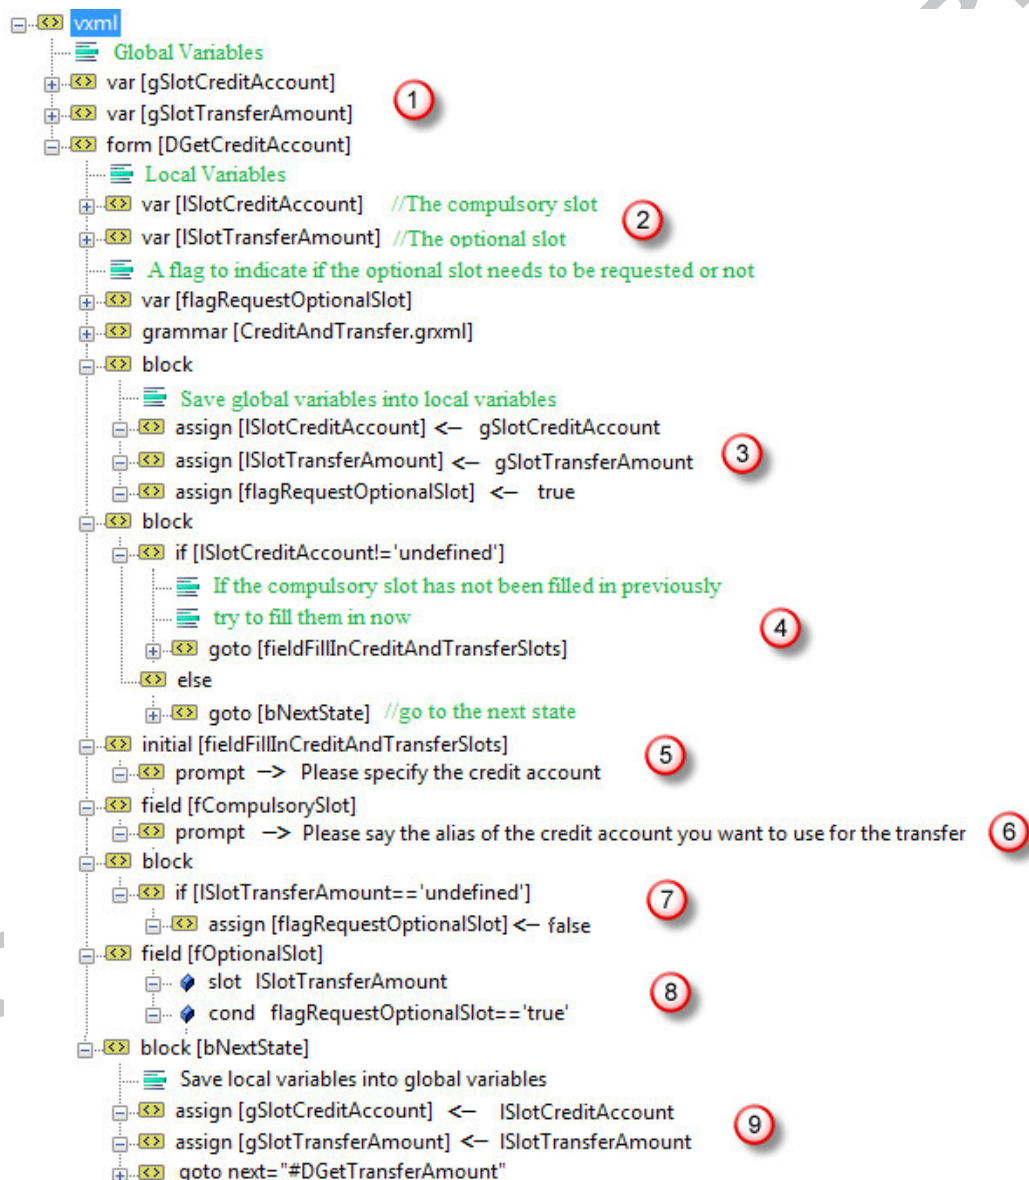 vxml
Global Variables
var [gSlotCreditAccount]
1
var [gSlotTransferAmount]
form [DGetCreditAccount]
Local Variables
var [lSlotCreditAccount] //The compulsory slot
2
var [lSlotTransferAmount] //The optional slot
A flag to indicate if the optional slot needs to be requested or not
var [flagRequestOptionalSlot]
grammar [CreditAndTransfer.grxml]
block
Save global variables into local variables
assign [lSlotCreditAccount] <– gSlotCreditAccount
assign [lSlotTransferAmount] <– gSlotTransferAmount
3
assign [flagRequestOptionalSlot] <– true
block
if [lSlotCreditAccount!='undefined']
If the compulsory slot has not been filled in previously
try to fill them in now
4
goto [fieldFillInCreditAndTransferSlots]
else
goto [bNextState] //go to the next state
initial [fieldFillInCreditAndTransferSlots]
5
prompt –> Please specify the credit account
field [fCompulsorySlot]
prompt –> Please say the alias of the credit account you want to use for the transfer
6
block
if [lSlotTransferAmount=='undefined']
7
assign [flagRequestOptionalSlot] <– false
field [fOptionalSlot]
slot lSlotTransferAmount
8
cond flagRequestOptionalSlot=='true'
block [bNextState]
Save local variables into global variables
assign [gSlotCreditAccount] <– lSlotCreditAccount
9
assign [gSlotTransferAmount] <– lSlotTransferAmount
goto next="#DGetTransferAmount"